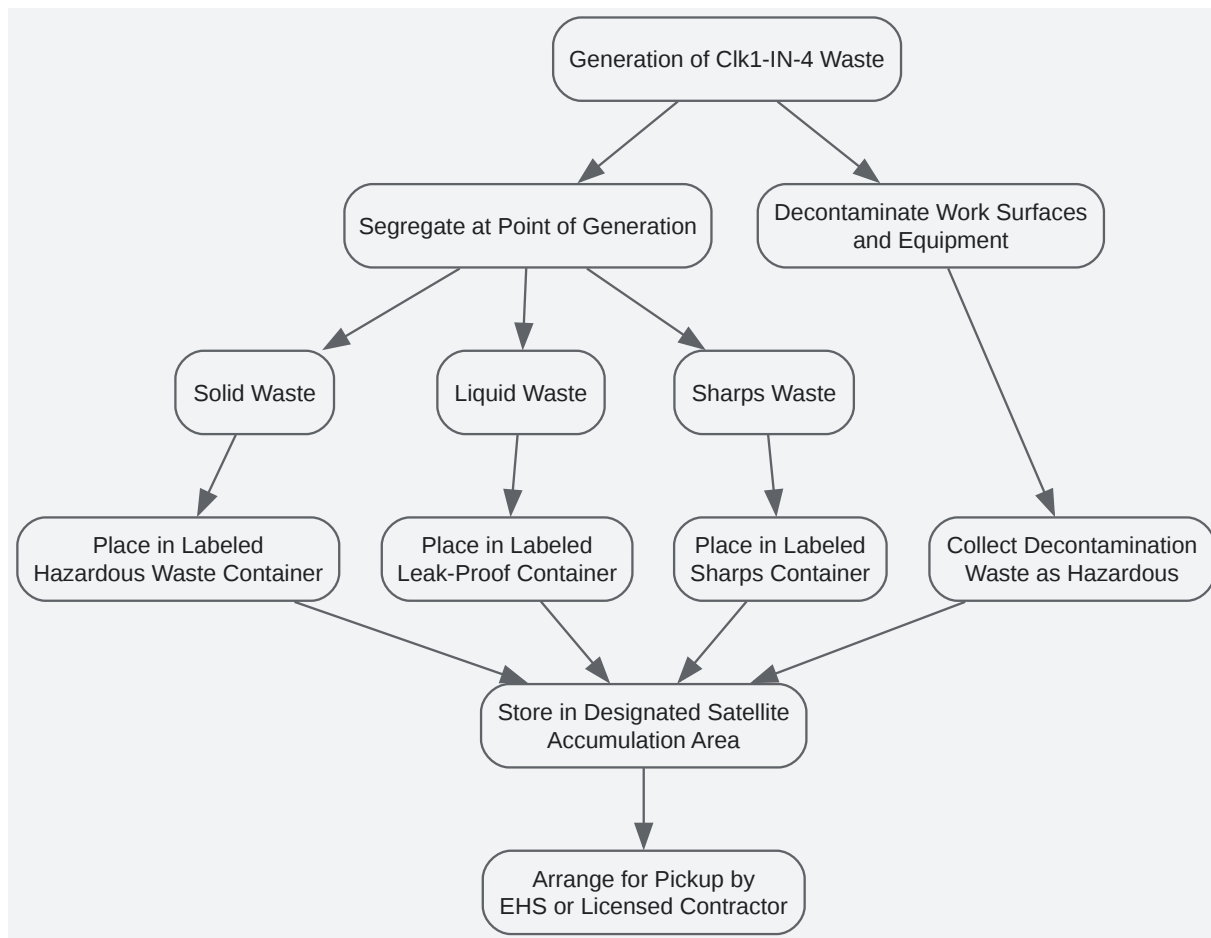 Generation of Clk1-IN-4 Waste
Segregate at Point of Generation
Decontaminate Work Surfaces
and Equipment
Solid Waste
Liquid Waste
Sharps Waste
Place in Labeled
Hazardous Waste Container
Place in Labeled
Leak-Proof Container
Place in Labeled
Sharps Container
Collect Decontamination
Waste as Hazardous
Store in Designated Satellite
Accumulation Area
Arrange for Pickup by
EHS or Licensed Contractor